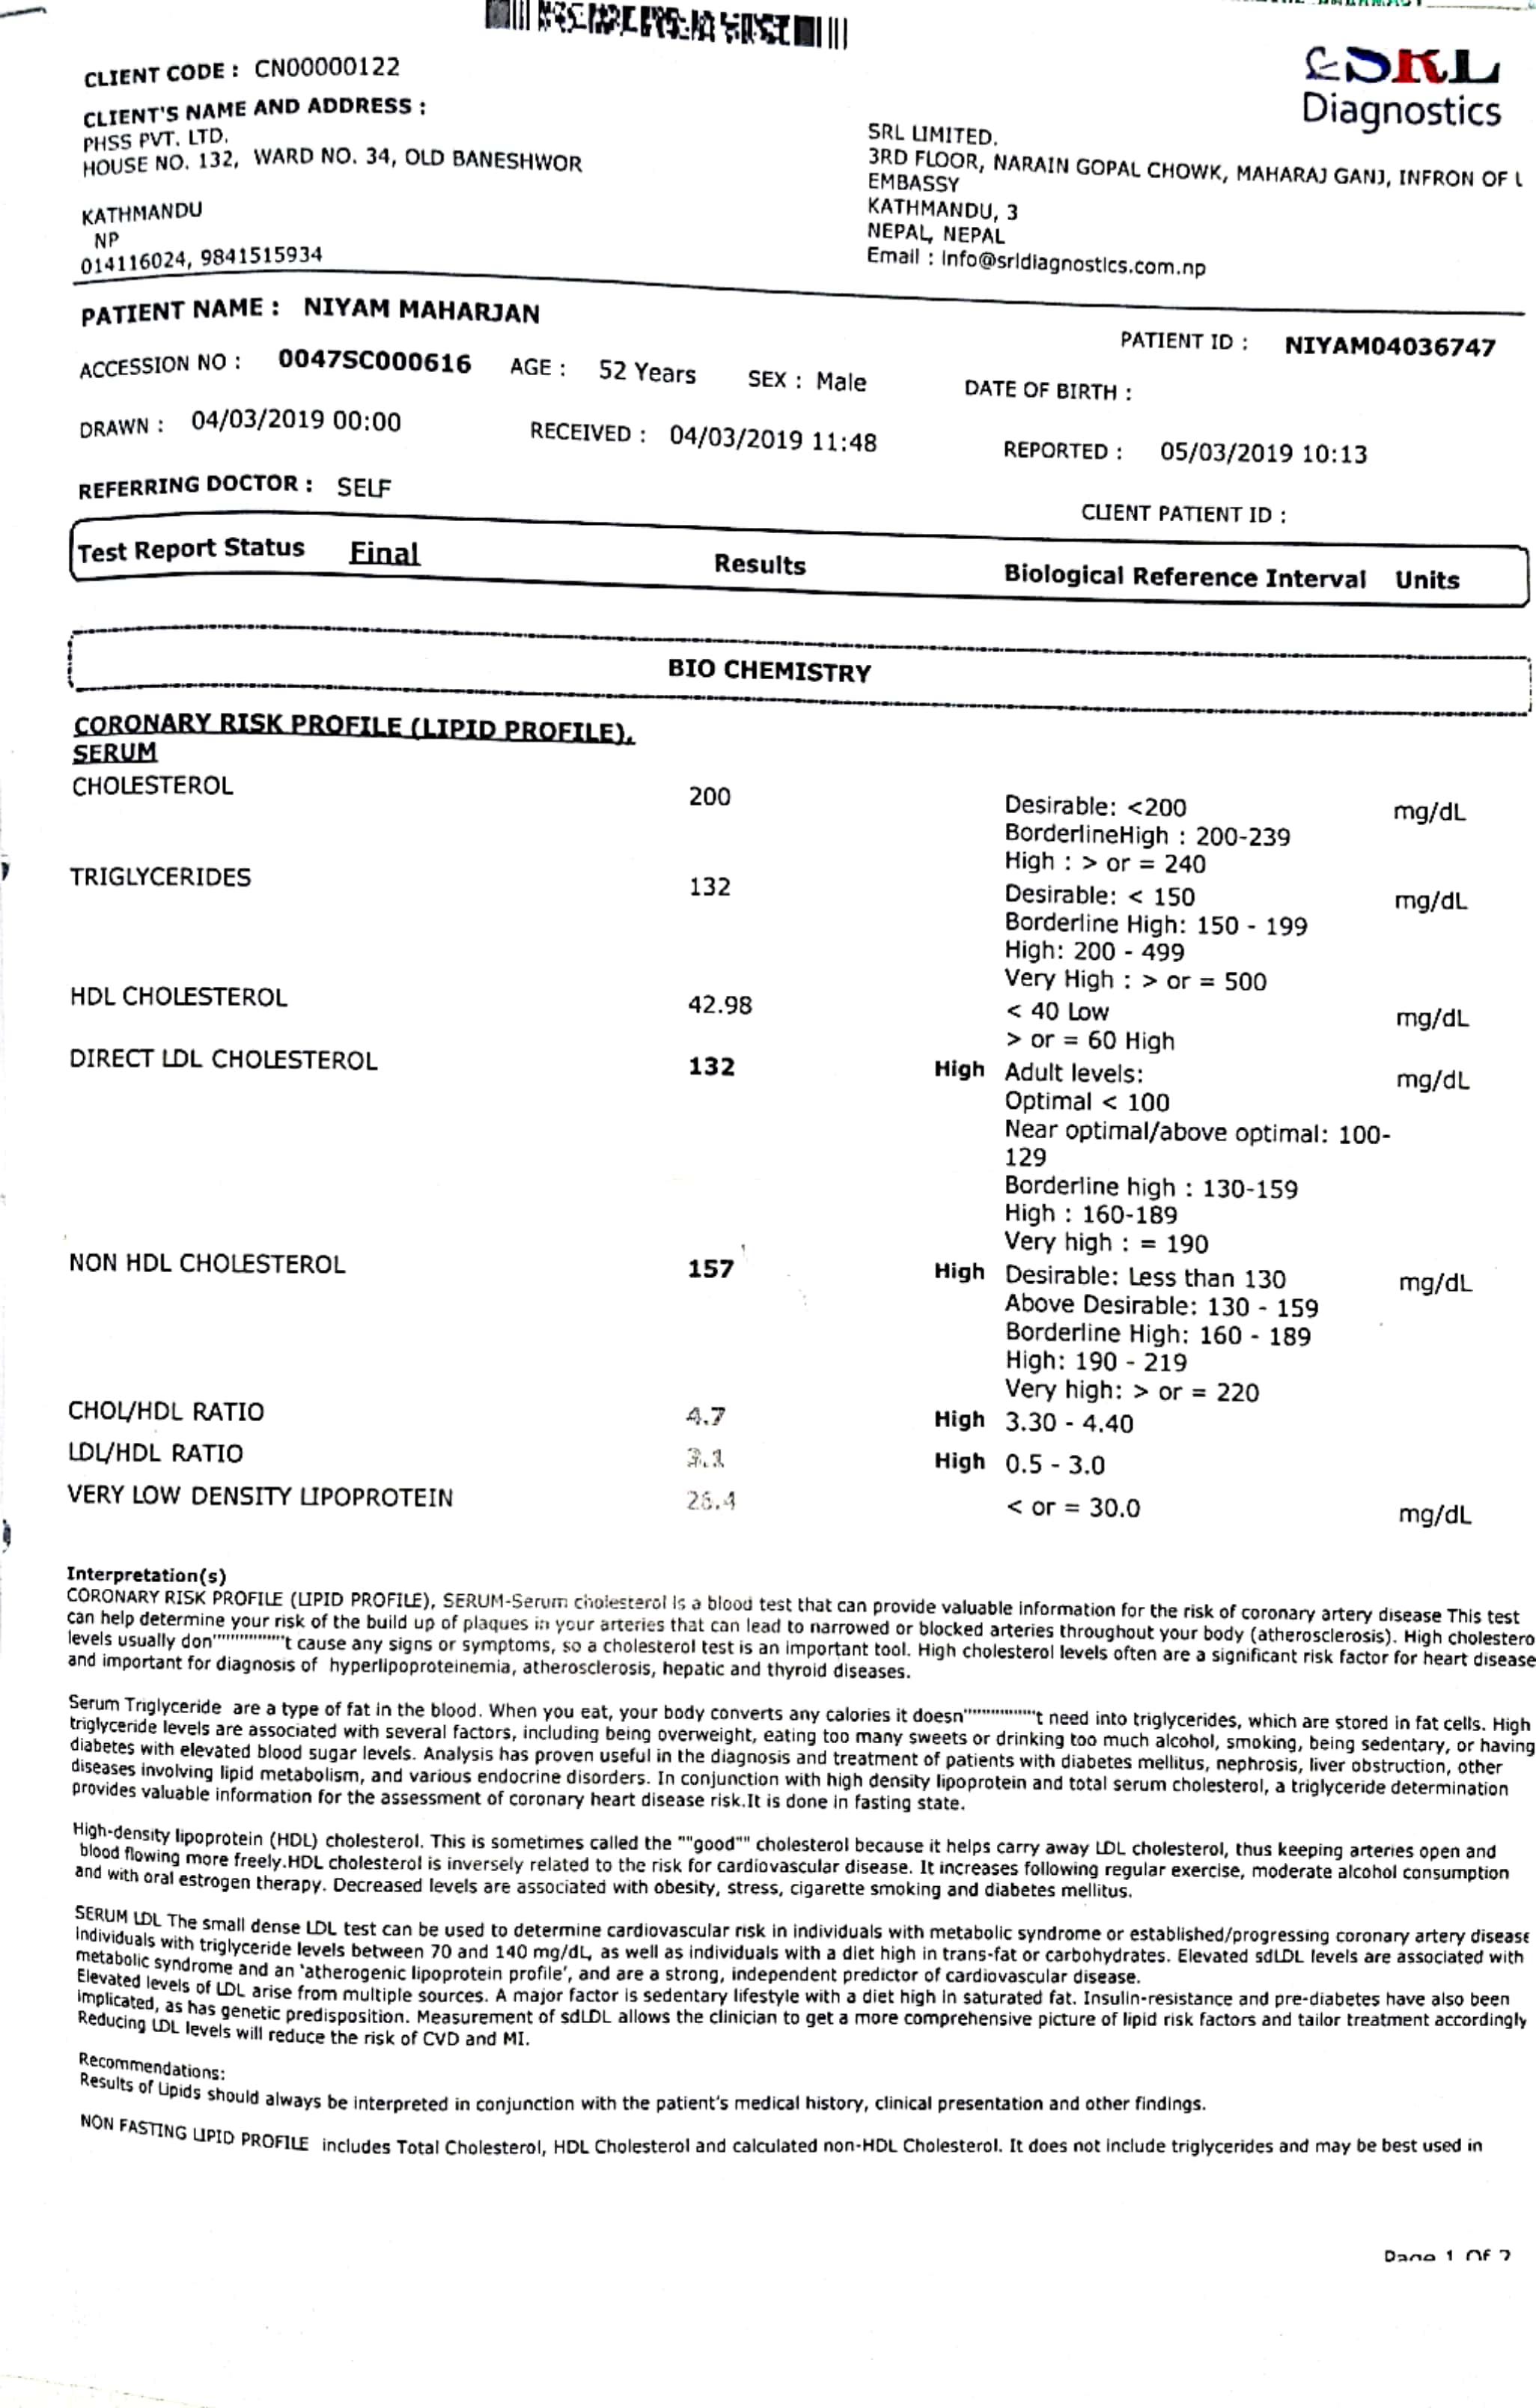 CLIENT CODE : CN00000122
SRL
Diagnostics
CLIENT'S NAME AND ADDRESS :
PHSS PVT. LTD.
HOUSE NO. 132, WARD NO. 34, OLD BANESHWOR
KATHMANDU
NP
014116024, 9841515934
SRL LIMITED.
3RD FLOOR, NARAIN GOPAL CHOWK, MAHARAJ GANJ, INFRON OF
EMBASSY
KATHMANDU, 3
NEPAL, NEPAL
Email : info@srldiagnostics.com.np
PATIENT NAME : NIYAM MAHARJAN
PATIENT ID : NIYAM04036747
ACCESSION NO : 0047SC000616 AGE : 52 Years SEX : Male DATE OF BIRTH :
DRAWN : 04/03/2019 00:00 RECEIVED : 04/03/2019 11:48 REPORTED : 05/03/2019 10:13
REFERRING DOCTOR : SELF
CLIENT PATIENT ID :
Test Report Status Final Results Biological Reference Interval Units
BIO CHEMISTRY
CORONARY RISK PROFILE (LIPID PROFILE),
SERUM
CHOLESTEROL 200 Desirable: <200 mg/dL
BorderlineHigh : 200-239
High : > or = 240
TRIGLYCERIDES 132 Desirable: < 150 mg/dL
Borderline High: 150 - 199
High: 200 - 499
Very High : > or = 500
HDL CHOLESTEROL 42.98 < 40 Low mg/dL
> or = 60 High
DIRECT LDL CHOLESTEROL 132 High Adult levels: mg/dL
Optimal < 100
Near optimal/above optimal: 100-
129
Borderline high : 130-159
High : 160-189
Very high : = 190
NON HDL CHOLESTEROL 157 High Desirable: Less than 130 mg/dL
Above Desirable: 130 - 159
Borderline High: 160 - 189
High: 190 - 219
Very high: > or = 220
CHOL/HDL RATIO 4.7 High 3.30 - 4.40
LDL/HDL RATIO 3.1 High 0.5 - 3.0
VERY LOW DENSITY LIPOPROTEIN 26.4 < or = 30.0 mg/dL
Interpretation(s)
CORONARY RISK PROFILE (LIPID PROFILE), SERUM-Serum cholesterol is a blood test that can provide valuable information for the risk of coronary artery disease This test
can help determine your risk of the build up of plaques in your arteries that can lead to narrowed or blocked arteries throughout your body (atherosclerosis). High cholestero
levels usually don""""""""t cause any signs or symptoms, so a cholesterol test is an important tool. High cholesterol levels often are a significant risk factor for heart disease
and important for diagnosis of hyperlipoproteinemia, atherosclerosis, hepatic and thyroid diseases.
Serum Triglyceride are a type of fat in the blood. When you eat, your body converts any calories it doesn""""""""t need into triglycerides, which are stored in fat cells. High
triglyceride levels are associated with several factors, including being overweight, eating too many sweets or drinking too much alcohol, smoking, being sedentary, or having
diabetes with elevated blood sugar levels. Analysis has proven useful in the diagnosis and treatment of patients with diabetes mellitus, nephrosis, liver obstruction, other
diseases involving lipid metabolism, and various endocrine disorders. In conjunction with high density lipoprotein and total serum cholesterol, a triglyceride determination
provides valuable information for the assessment of coronary heart disease risk.It is done in fasting state.
High-density lipoprotein (HDL) cholesterol. This is sometimes called the ""good"" cholesterol because it helps carry away LDL cholesterol, thus keeping arteries open and
blood flowing more freely.HDL cholesterol is inversely related to the risk for cardiovascular disease. It increases following regular exercise, moderate alcohol consumption
and with oral estrogen therapy. Decreased levels are associated with obesity, stress, cigarette smoking and diabetes mellitus.
SERUM LDL The small dense LDL test can be used to determine cardiovascular risk in individuals with metabolic syndrome or established/progressing coronary artery disease
Individuals with triglyceride levels between 70 and 140 mg/dL, as well as individuals with a diet high in trans-fat or carbohydrates. Elevated sdLDL levels are associated with
metabolic syndrome and an 'atherogenic lipoprotein profile', and are a strong, independent predictor of cardiovascular disease.
Elevated levels of LDL arise from multiple sources. A major factor is sedentary lifestyle with a diet high in saturated fat. Insulin-resistance and pre-diabetes have also been
implicated, as has genetic predisposition. Measurement of sdLDL allows the clinician to get a more comprehensive picture of lipid risk factors and tailor treatment accordingly
Reducing LDL levels will reduce the risk of CVD and MI.
Recommendations:
Results of Lipids should always be interpreted in conjunction with the patient's medical history, clinical presentation and other findings.
NON FASTING LIPID PROFILE includes Total Cholesterol, HDL Cholesterol and calculated non-HDL Cholesterol. It does not include triglycerides and may be best used in
Page 1 Of 2